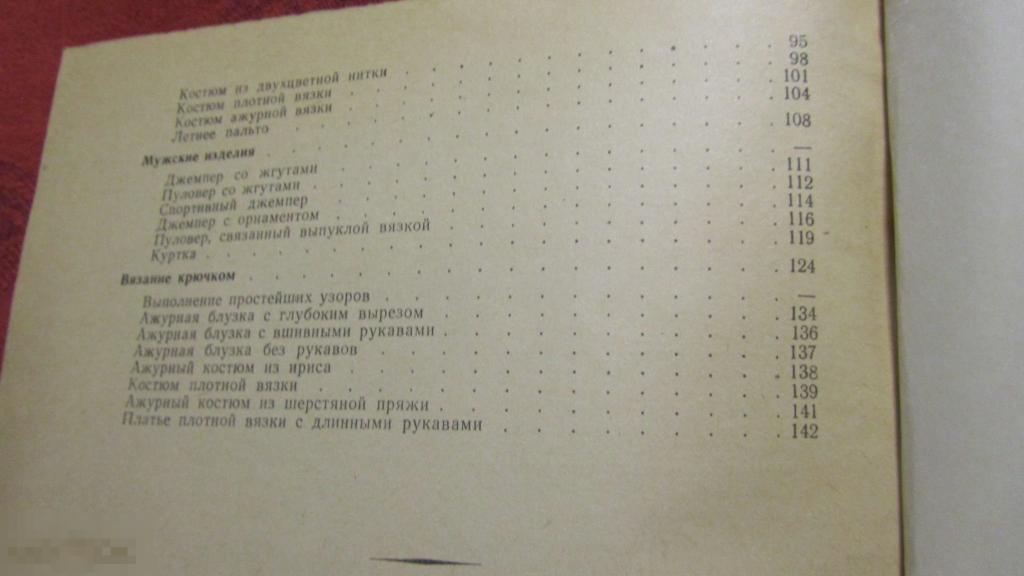 Костюм из двухцветной нитки . . . . . . . . . . . 95
Костюм плотной вязки . . . . . . . . . . . . 98
Костюм ажурной вязки . . . . . . . . . . . . 101
Летнее пальто . . . . . . . . . . . . . 104
Мужские изделия . . . . . . . . . . . . . 108
Джемпер со жгутами . . . . . . . . . . . . —
Пуловер со жгутами . . . . . . . . . . . . 111
Спортивный джемпер . . . . . . . . . . . . 112
Джемпер с орнаментом . . . . . . . . . . . . 114
Пуловер, связанный выпуклой вязкой . . . . . . . . . . 116
Куртка . . . . . . . . . . . . . . . 119
Вязание крючком . . . . . . . . . . . . . . 124
Выполнение простейших узоров . . . . . . . . . . . —
Ажурная блузка с глубоким вырезом . . . . . . . . . . 134
Ажурная блузка с вшивными рукавами . . . . . . . . . . 136
Ажурная блузка без рукавов . . . . . . . . . . . 137
Ажурный костюм из ириса . . . . . . . . . . . . 138
Костюм плотной вязки . . . . . . . . . . . . 139
Ажурный костюм из шерстяной пряжи . . . . . . . . . . 141
Платье плотной вязки с длинными рукавами . . . . . . . . . 142